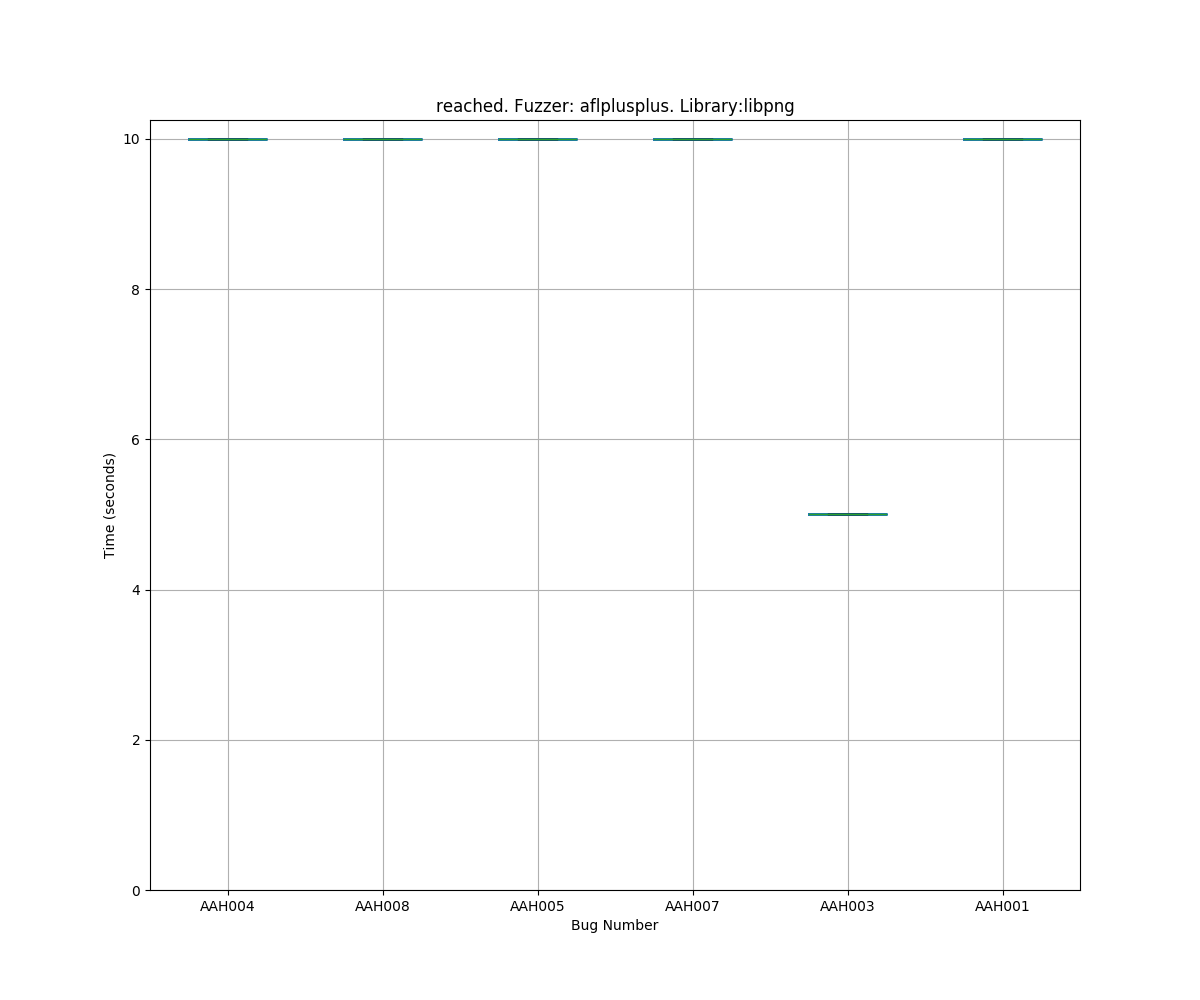 reached. Fuzzer: aflplusplus. Library:libpng
10
8
6
4
2
0
Time (seconds)
AAH004 AAH008 AAH005 AAH007 AAH003 AAH001
Bug Number